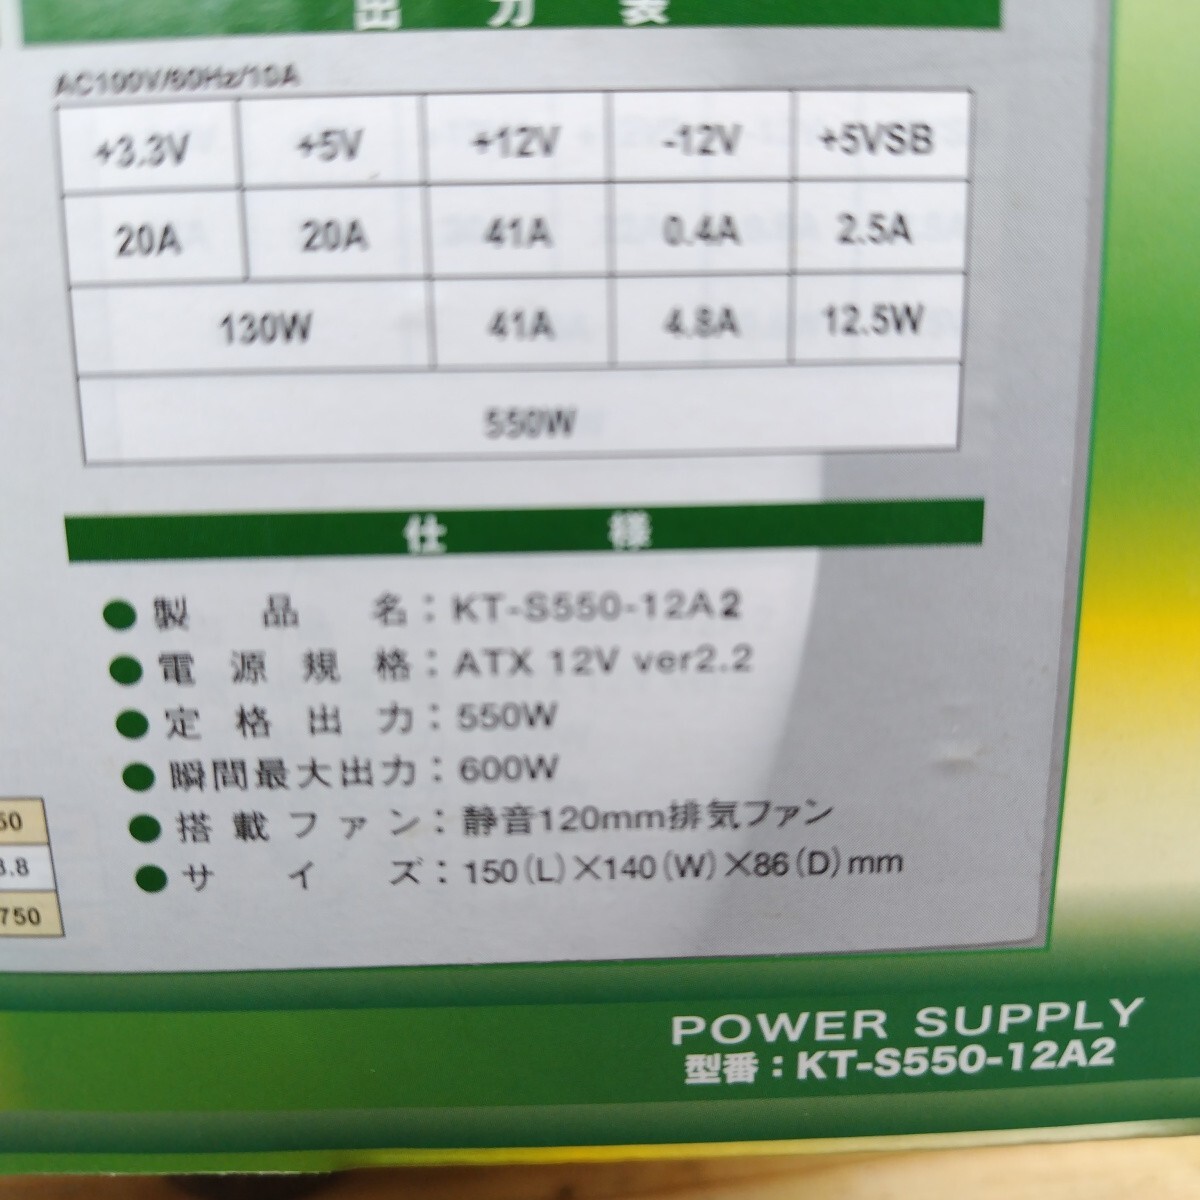 出力表
AC100V/60Hz/10A
+3.3V +5V +12V -12V +5VSB
20A 20A 41A 0.4A 2.5A
130W 41A 4.8A 12.5W
550W
仕様
● 製品名：KT-S550-12A2
● 電源規格：ATX 12V ver2.2
● 定格出力：550W
● 瞬間最大出力：600W
● 搭載ファン：静音120mm排気ファン
● サイズ：150(L)×140(W)×86(D)mm
50
8.8
750
POWER SUPPLY
型番：KT-S550-12A2